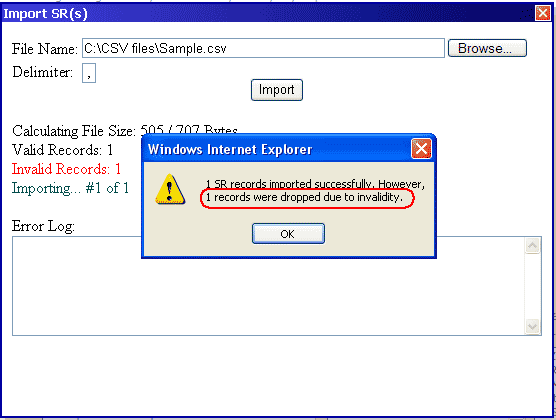 Import SR(s)
File Name: C:\CSV files\Sample.csv Browse...
Delimiter: ,
Import
Calculating File Size: 505 / 707 Bytes
Valid Records: 1
Invalid Records: 1
Importing... #1 of 1
Windows Internet Explorer
1 SR records imported successfully. However,
1 records were dropped due to invalidity.
OK
Error Log: